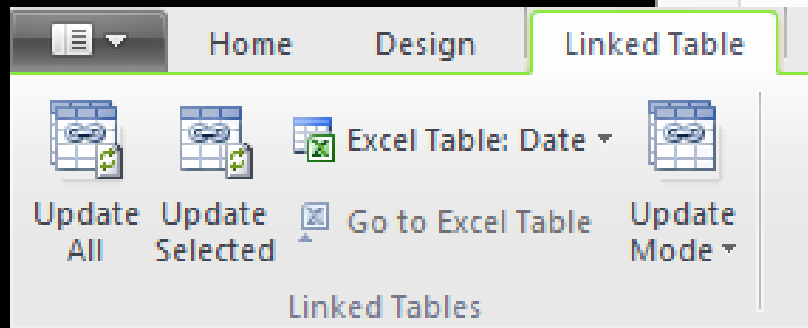 Home Design Linked Table
Update All
Update Selected
Excel Table: Date
Go to Excel Table
Update Mode
Linked Tables